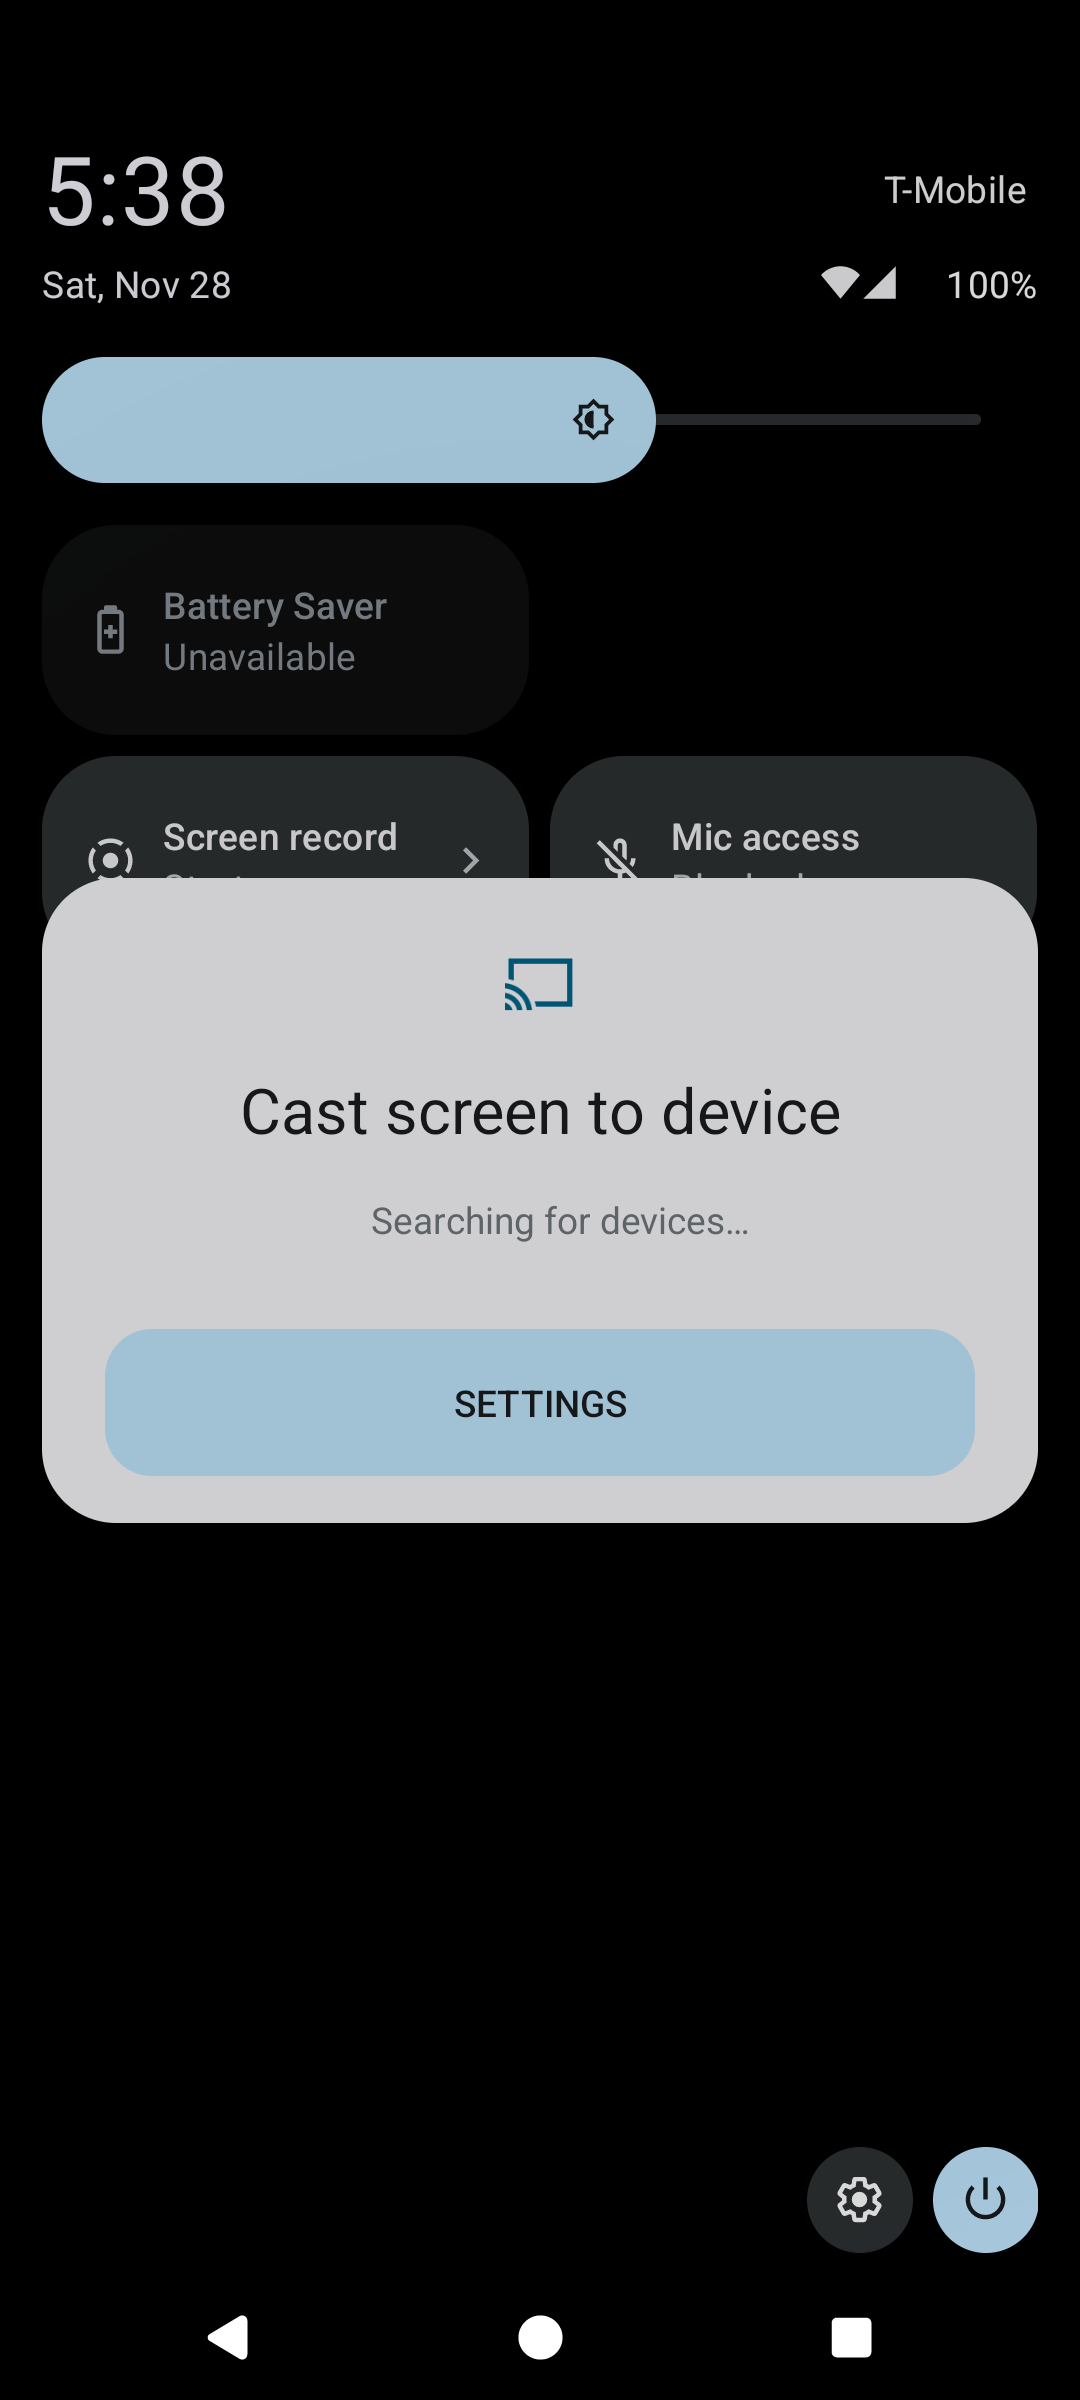 5:38
T-Mobile
Sat, Nov 28
100%
Battery Saver
Unavailable
Screen record
Mic access
Cast screen to device
Searching for devices...
SETTINGS